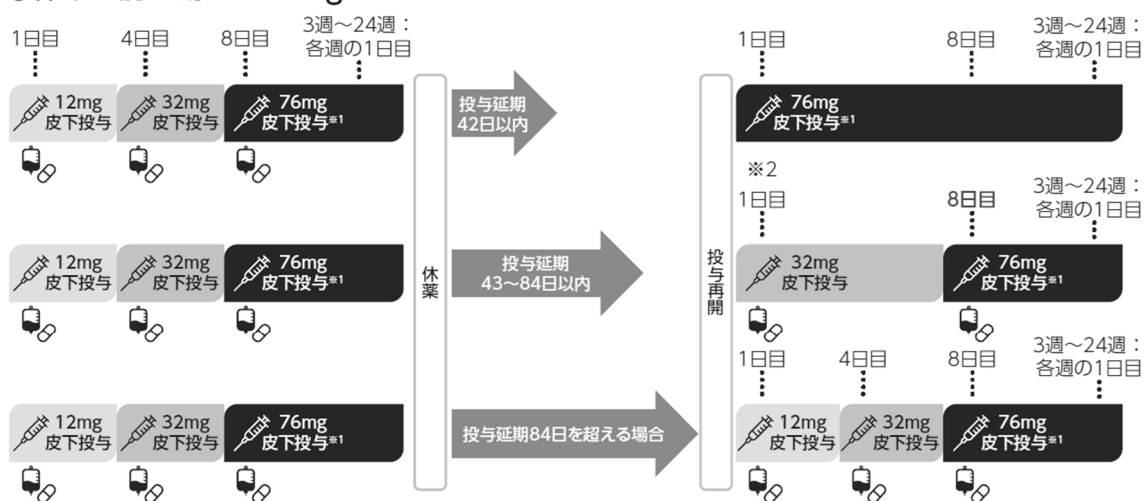 1日目
4日目
8日目
3週～24週：
各週の1日目
12mg
皮下投与
32mg
皮下投与
76mg
皮下投与※1
投与延期
42日以内
1日目
8日目
3週～24週：
各週の1日目
76mg
皮下投与※1
12mg
皮下投与
32mg
皮下投与
76mg
皮下投与※1
休薬
投与延期
43～84日以内
投与再開
※2
1日目
8日目
3週～24週：
各週の1日目
32mg
皮下投与
76mg
皮下投与※1
12mg
皮下投与
32mg
皮下投与
76mg
皮下投与※1
投与延期84日を超える場合
1日目
4日目
8日目
3週～24週：
各週の1日目
12mg
皮下投与
32mg
皮下投与
76mg
皮下投与※1